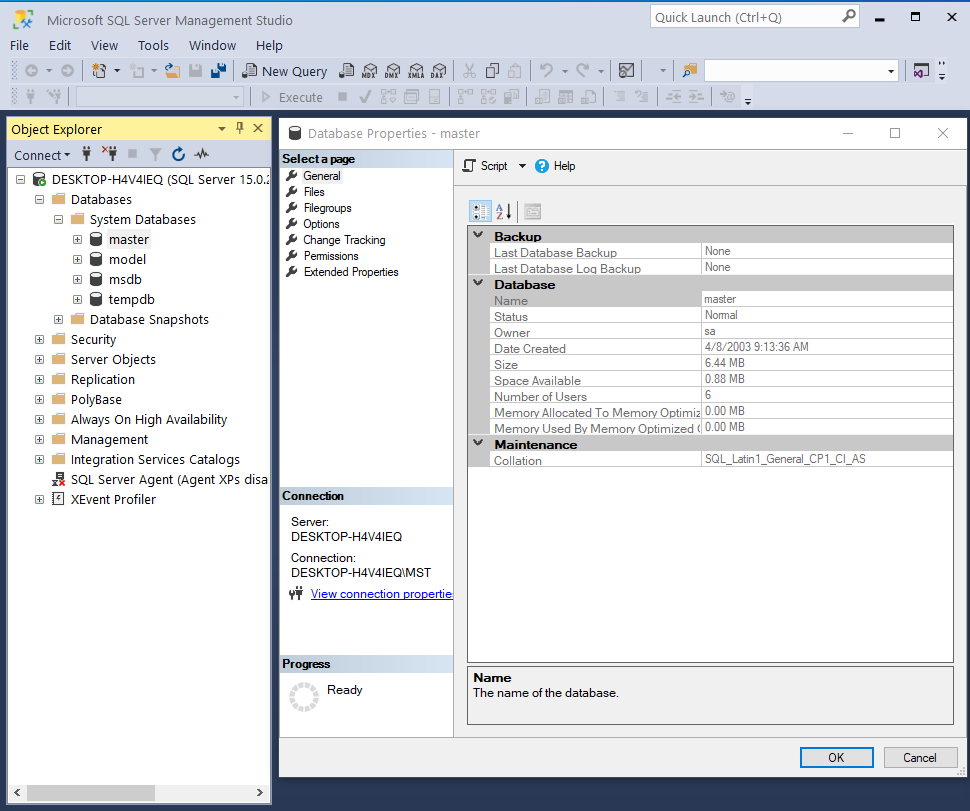 Microsoft SQL Server Management Studio
Quick Launch (Ctrl+Q)
File Edit View Tools Window Help
New Query
MDX
DMX
XMLA
DAX
Execute
Object Explorer
Connect
DESKTOP-H4V4IEQ (SQL Server 15.0.2
Databases
System Databases
master
model
msdb
tempdb
Database Snapshots
Security
Server Objects
Replication
PolyBase
Always On High Availability
Management
Integration Services Catalogs
SQL Server Agent (Agent XPs disa
XEvent Profiler
Database Properties - master
Select a page
General
Files
Filegroups
Options
Change Tracking
Permissions
Extended Properties
Connection
Server:
DESKTOP-H4V4IEQ
Connection:
DESKTOP-H4V4IEQ\MST
View connection propertie
Progress
Ready
Script Help
Backup
Last Database Backup None
Last Database Log Backup None
Database
Name master
Status Normal
Owner sa
Date Created 4/8/2003 9:13:36 AM
Size 6.44 MB
Space Available 0.88 MB
Number of Users 6
Memory Allocated To Memory Optimiz 0.00 MB
Memory Used By Memory Optimized 0.00 MB
Maintenance
Collation SQL_Latin1_General_CP1_CI_AS
Name
The name of the database.
OK Cancel